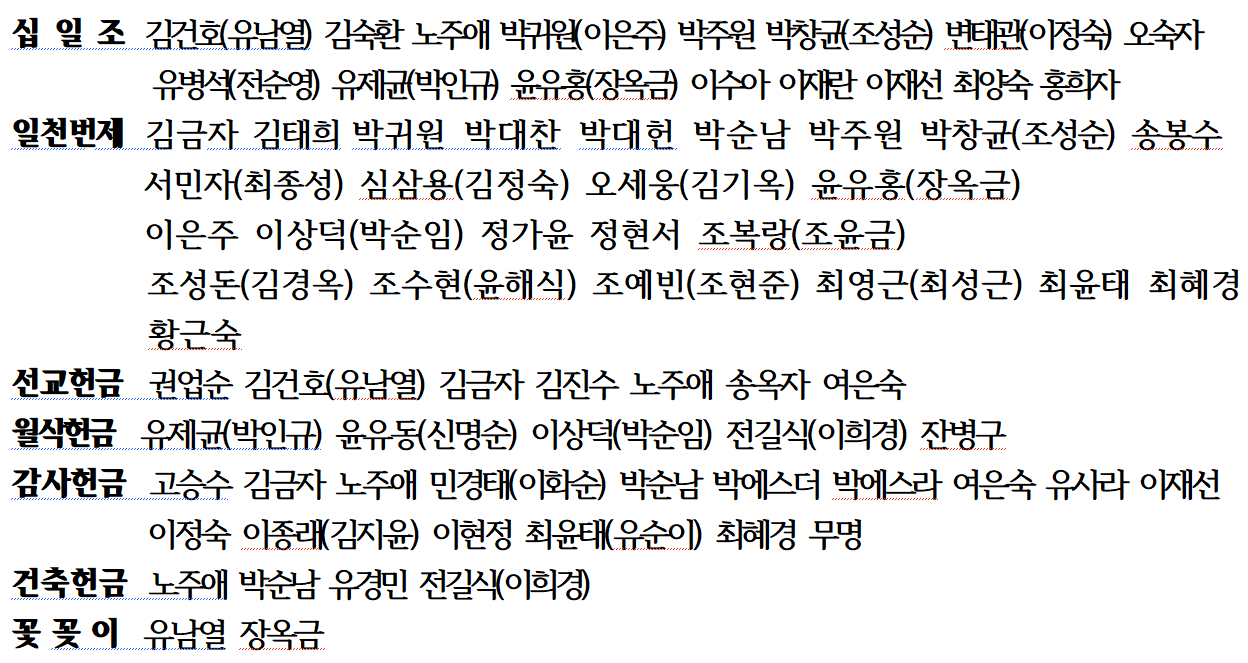 십 일 조 김건호(유남열) 김숙환 노주애 박귀원(이은주) 박주원 박창균(조성순) 변태관(이정숙) 오숙자
유병석(전순영) 유제균(박인규) 윤유흥(장옥금) 이수아 이재란 이재선 최양숙 홍희자
일천번제 김금자 김태희 박귀원 박대찬 박대헌 박순남 박주원 박창균(조성순) 송봉수
서민자(최종성) 심삼용(김정숙) 오세웅(김기옥) 윤유홍(장옥금)
이은주 이상덕(박순임) 정가윤 정현서 조복랑(조윤금)
조성돈(김경옥) 조수현(윤해식) 조예빈(조현준) 최영근(최성근) 최윤태 최혜경
황근숙
선교헌금 권업순 김건호(유남열) 김금자 김진수 노주애 송옥자 여은숙
월삭헌금 유제균(박인규) 윤유동(신명순) 이상덕(박순임) 전길식(이희경) 잔병구
감사헌금 고승수 김금자 노주애 민경태(이화순) 박순남 박에스더 박에스라 여은숙 유사라 이재선
이정숙 이종래(김지윤) 이현정 최윤태(유순이) 최혜경 무명
건축헌금 노주애 박순남 유경민 전길식(이희경)
꽃 꽂 이 유남열 장옥금